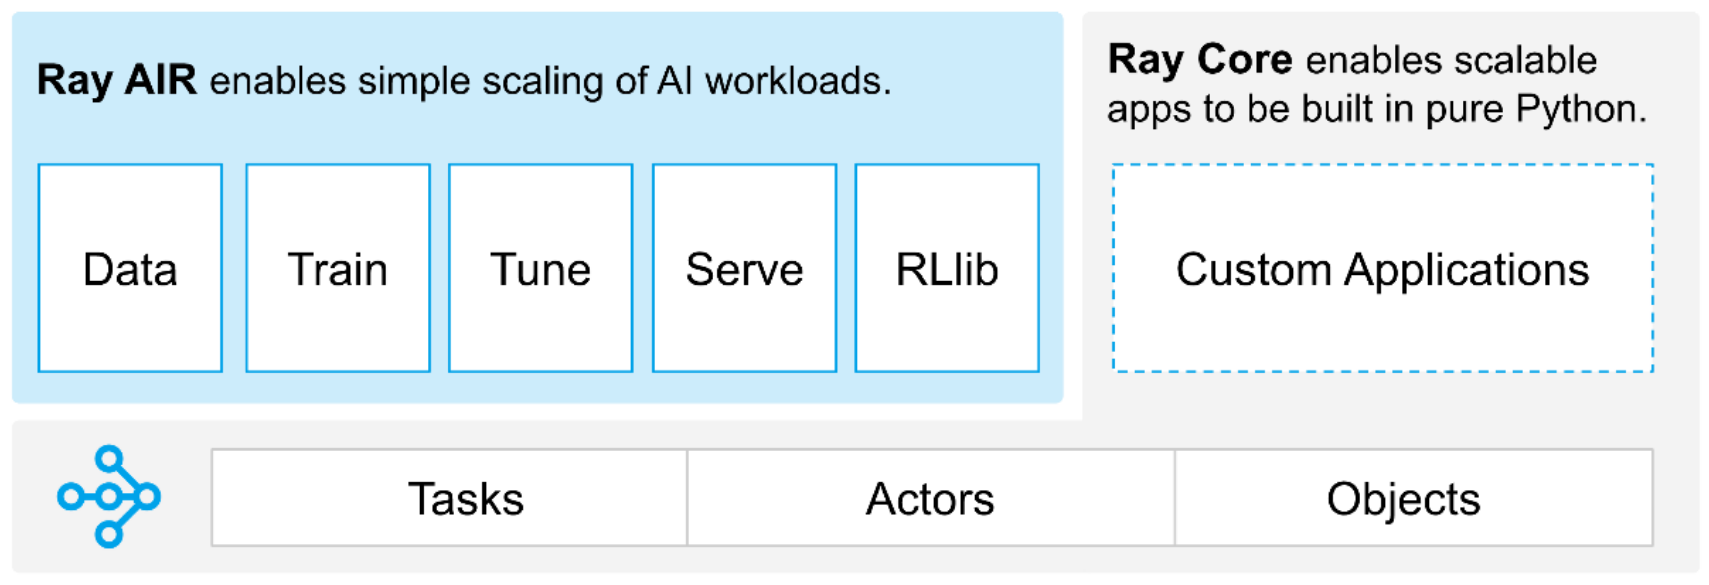 Ray AIR enables simple scaling of AI workloads.
Ray Core enables scalable
apps to be built in pure Python.
Data
Train
Tune
Serve
RLlib
Custom Applications
Tasks
Actors
Objects